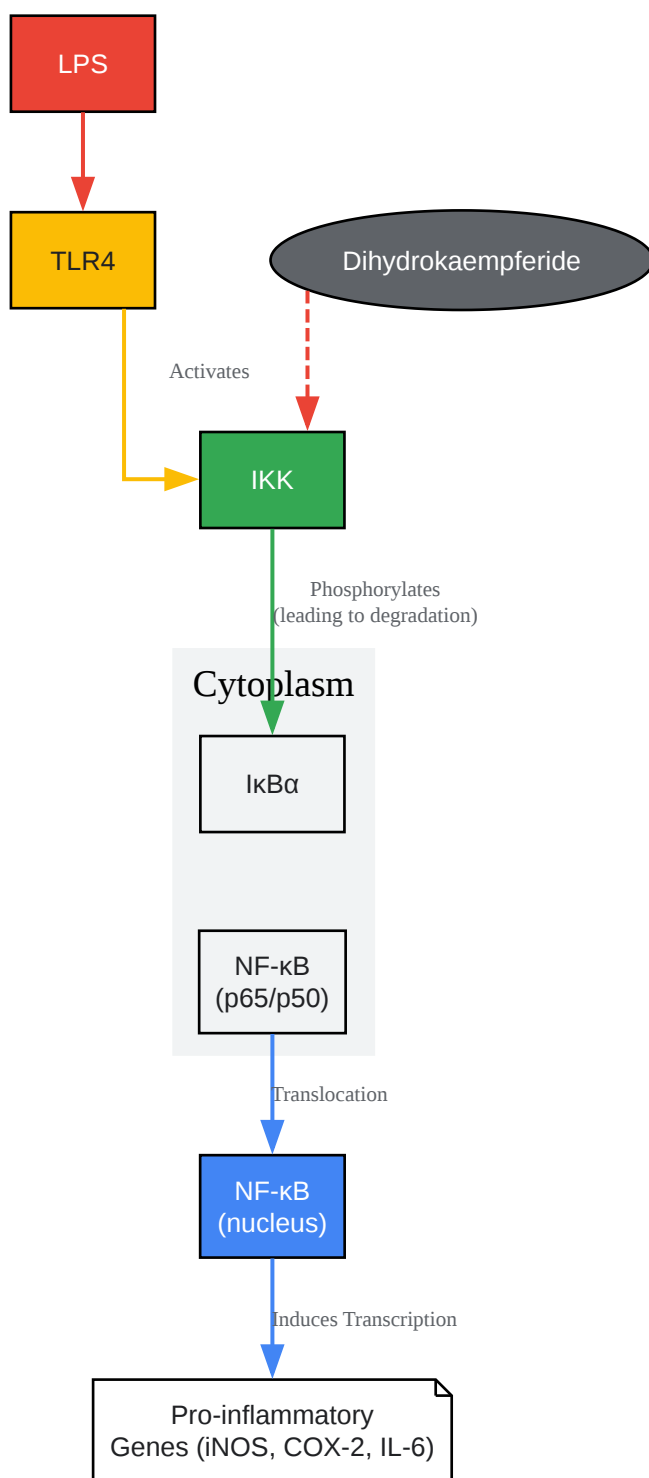 LPS
TLR4
Dihydrokaempferide
Activates
IKK
Phosphorylates
(leading to degradation)
Cytoplasm
IκBα
NF-κB
(p65/p50)
Translocation
NF-κB
(nucleus)
Induces Transcription
Pro-inflammatory
Genes (iNOS, COX-2, IL-6)